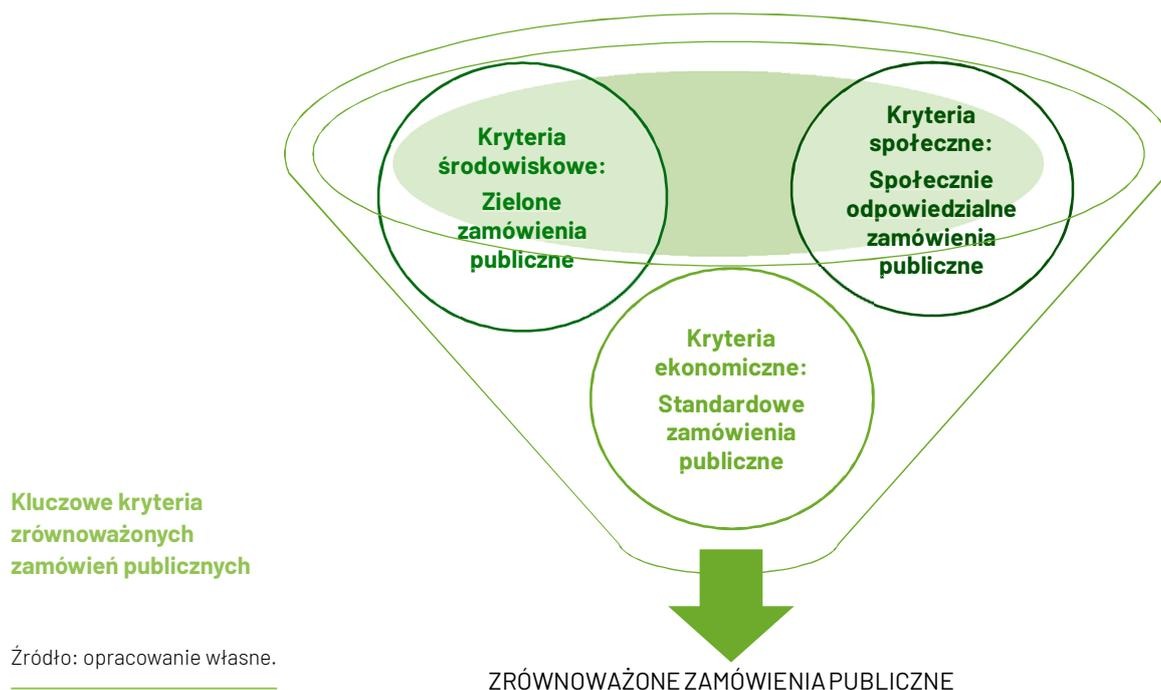 Kryteria
środowiskowe:
Zielone
zamówienia
publiczne
Kryteria
społeczne:
Społecznie
odpowiedzialne
zamówienia
publiczne
Kryteria
ekonomiczne:
Standardowe
zamówienia
publiczne
Kluczowe kryteria
zrównoważonych
zamówień publicznych
Źródło: opracowanie własne.
ZRÓWNOWAŻONE ZAMÓWIENIA PUBLICZNE